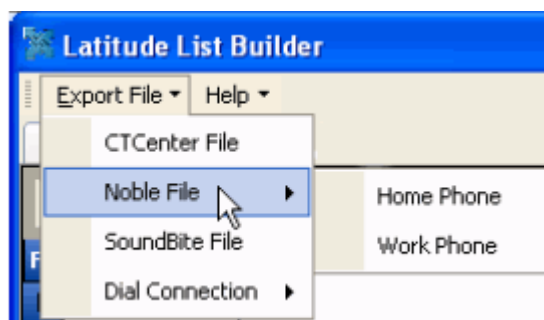 Latitude List Builder
Export File Help
CTCenter File
Noble File
Home Phone
SoundBite File
Work Phone
Dial Connection